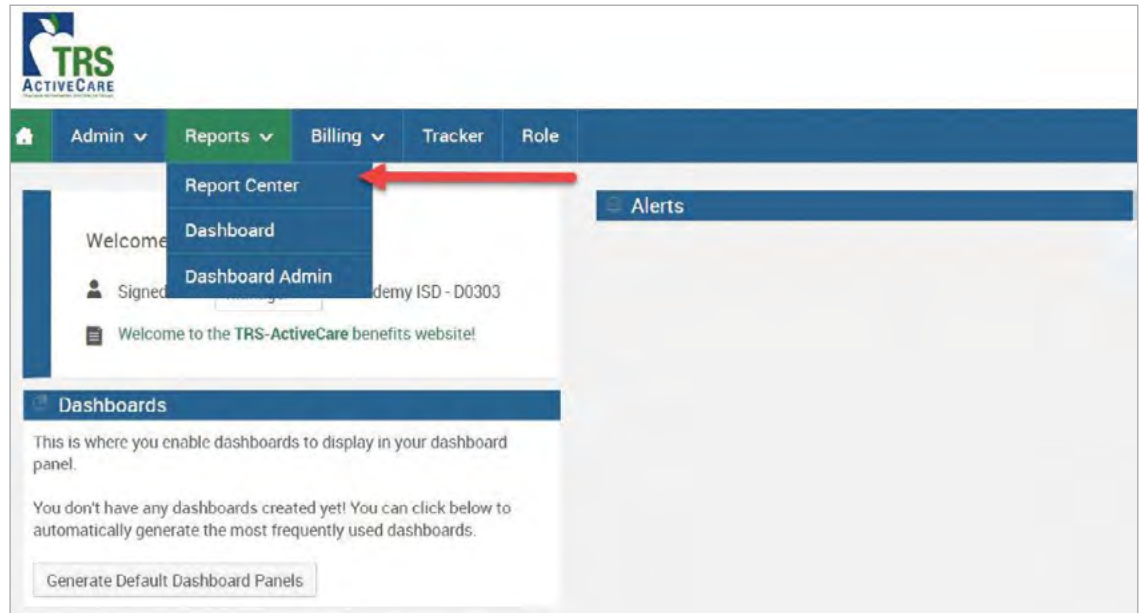 TRS
ACTIVECARE
Admin Reports Billing Tracker Role
Report Center
Dashboard
Dashboard Admin
Alerts
Welcome
Signed demy ISD - D0303
Welcome to the TRS-ActiveCare benefits website!
Dashboards
This is where you enable dashboards to display in your dashboard
panel.
You don't have any dashboards created yet! You can click below to
automatically generate the most frequently used dashboards.
Generate Default Dashboard Panels